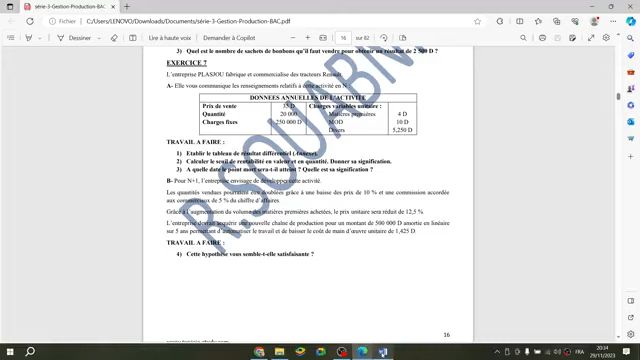 série-3-Gestion-Production-BAC.pdf
Fichier
C:/Users/LENOVO/Downloads/Documents/série-3-Gestion-Production-BAC.pdf
Dessiner
Lire à haute voix
Demander à Copilot
16
sur 62
3) Quel est le nombre de sachets de bonbons qu'il faut vendre pour obtenir un résultat de 2 500 D ?
EXERCICE 7
L'entreprise PLASJOU fabrique et commercialise des tracteurs Renault.
A- Elle vous communique les renseignements relatifs à cette activité en N
DONNEES ANNUELLES DE L'ACTIVITE
Prix de vente 35 D Charges variables unitaire :
Quantité 20 000 Matières premières 4 D
Charges fixes 250 000 D MOD 10 D
Divers 5,250 D
TRAVAIL A FAIRE :
1) Etablir le tableau de résultat différentiel (Annexe).
2) Calculer le seuil de rentabilité en valeur et en quantité. Donner sa signification.
3) A quelle date le point mort sera-t-il atteint ? Quelle est sa signification ?
B- Pour N+1, l'entreprise envisage de développer cette activité.
Les quantités vendues pourraient être doublées grâce à une baisse des prix de 10 % et une commission accordée
aux commerciaux de 5 % du chiffre d'affaires.
Grâce à l'augmentation du volume des matières premières achetées, le prix unitaire sera réduit de 12,5 %.
L'entreprise devrait acquérir une nouvelle chaîne de production pour un montant de 500 000 D amortie en linéaire
sur 5 ans permettant d'automatiser le travail et de baisser le coût de main d'œuvre unitaire de 1,425 D.
TRAVAIL A FAIRE :
4) Cette hypothèse vous semble-t-elle satisfaisante ?
R.SOUABNI
16
FRA
20:34
29/11/2023